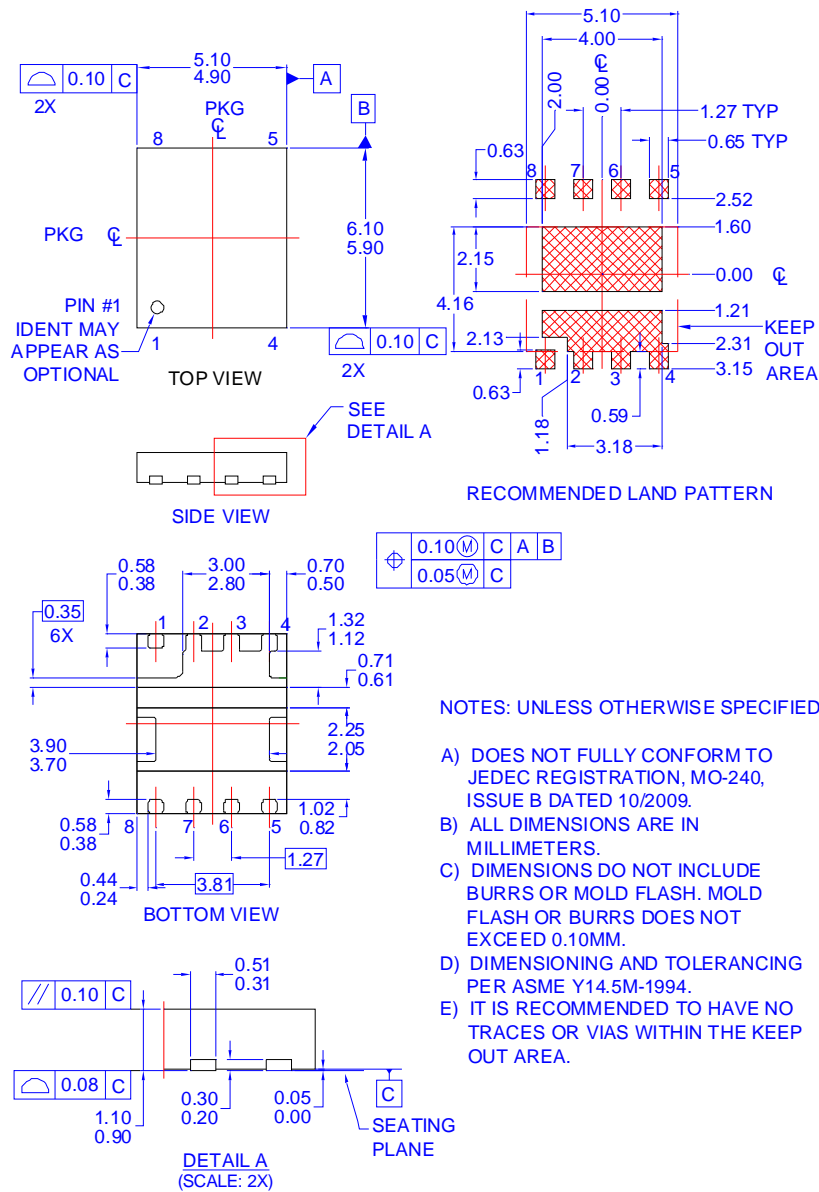 5.10
4.90
0.10 C
2X
A
PKG
CL
B
8 5
PKG CL
6.10
5.90
PIN #1
IDENT MAY
APPEAR AS
OPTIONAL
1 4
0.10 C
2X
TOP VIEW
SEE
DETAIL A
SIDE VIEW
5.10
4.00
CL
2.00
0.00
1.27 TYP
0.65 TYP
0.63
8 7 6 5
2.52
1.60
2.15
0.00 CL
4.16
1.21
KEEP
OUT
AREA
2.13
2.31
1 2 3 4
3.15
0.63
0.59
1.18
3.18
RECOMMENDED LAND PATTERN
0.10 M C A B
0.05 M C
0.58
0.38
3.00
2.80
0.70
0.50
0.35
6X
1 2 3 4
1.32
1.12
0.71
0.61
3.90
3.70
2.25
2.05
0.58
0.38
8 7 6 5
1.02
0.82
1.27
0.44
0.24
3.81
BOTTOM VIEW
0.51
0.31
// 0.10 C
0.08 C
1.10
0.90
0.30
0.20
0.05
0.00
C
SEATING
PLANE
DETAIL A
(SCALE: 2X)
NOTES: UNLESS OTHERWISE SPECIFIED
A) DOES NOT FULLY CONFORM TO
JEDEC REGISTRATION, MO-240,
ISSUE B DATED 10/2009.
B) ALL DIMENSIONS ARE IN
MILLIMETERS.
C) DIMENSIONS DO NOT INCLUDE
BURRS OR MOLD FLASH. MOLD
FLASH OR BURRS DOES NOT
EXCEED 0.10MM.
D) DIMENSIONING AND TOLERANCING
PER ASME Y14.5M-1994.
E) IT IS RECOMMENDED TO HAVE NO
TRACES OR VIAS WITHIN THE KEEP
OUT AREA.